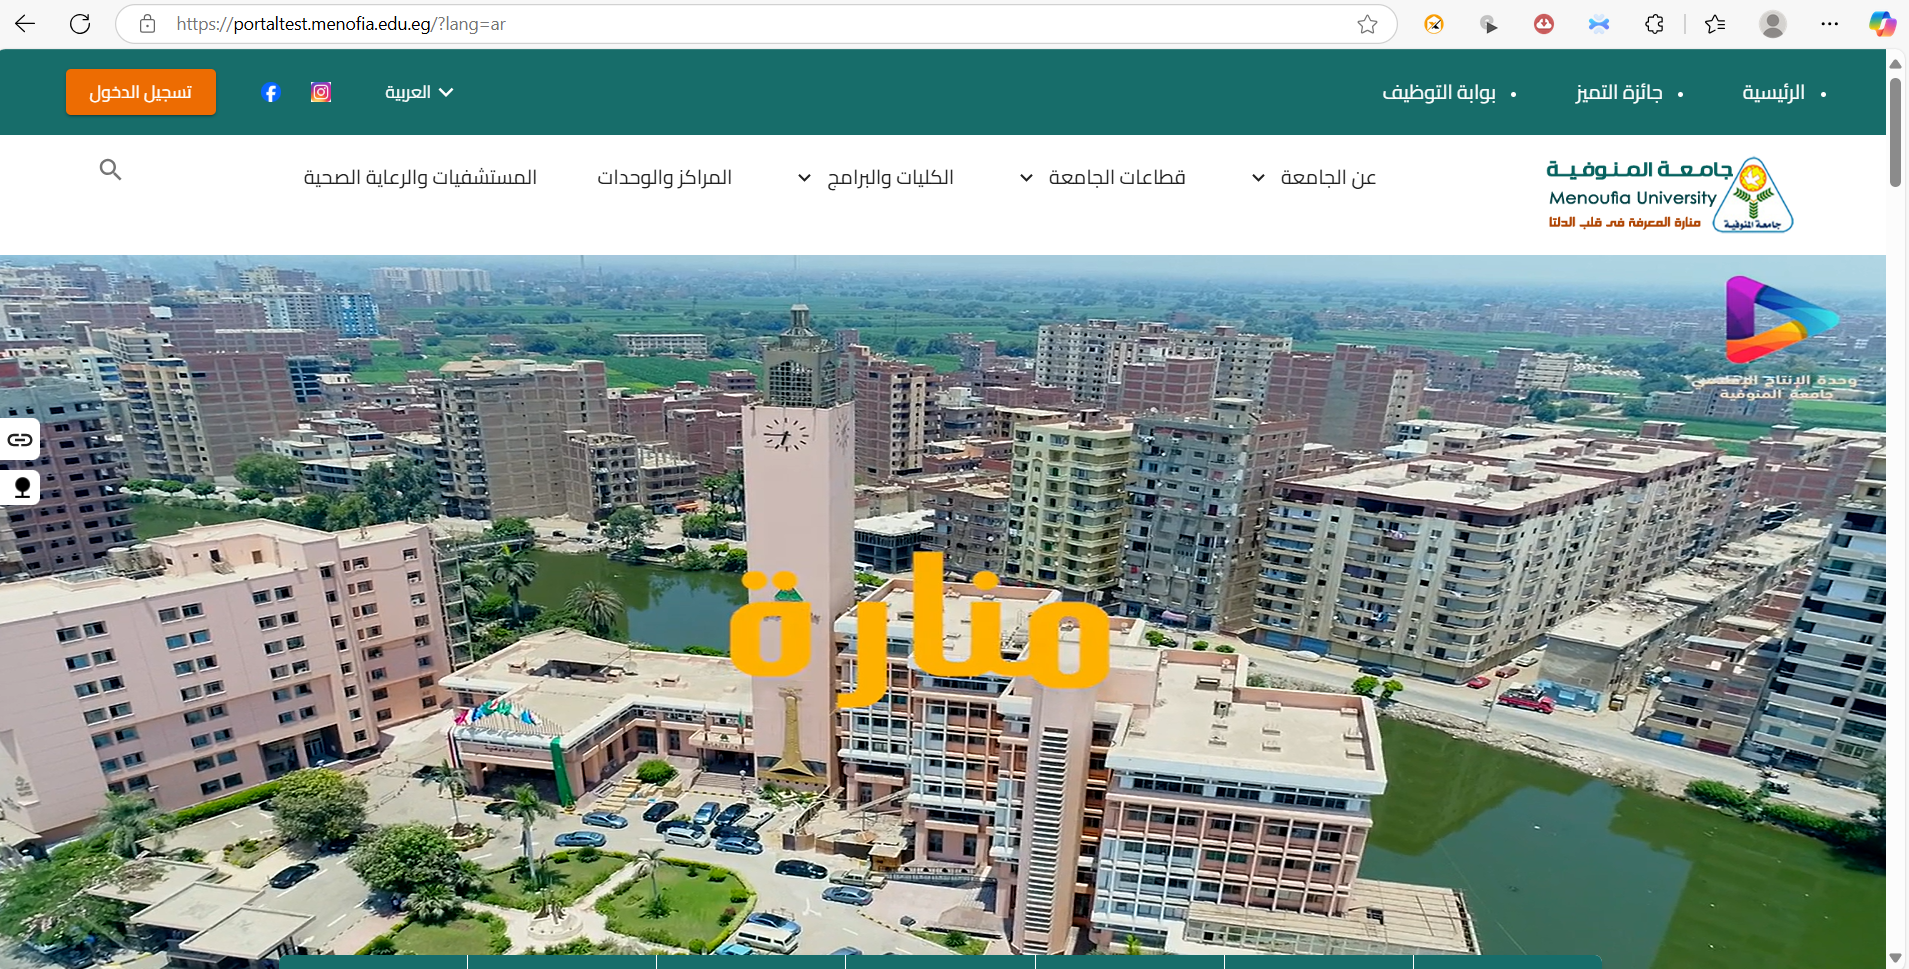 https://portaltest.menofia.edu.eg/?lang=ar
الرئيسية
جائزة التميز
بوابة التوظيف
العربية
تسجيل الدخول
جامعة المنوفية
Menoufia University
منارة المعرفة فى قلب الدلتا
جامعة المنوفية
عن الجامعة
قطاعات الجامعة
الكليات والبرامج
المراكز والوحدات
المستشفيات والرعاية الصحية
وحدة الإنتاج الإعلامي
جامعة المنوفية
منارة